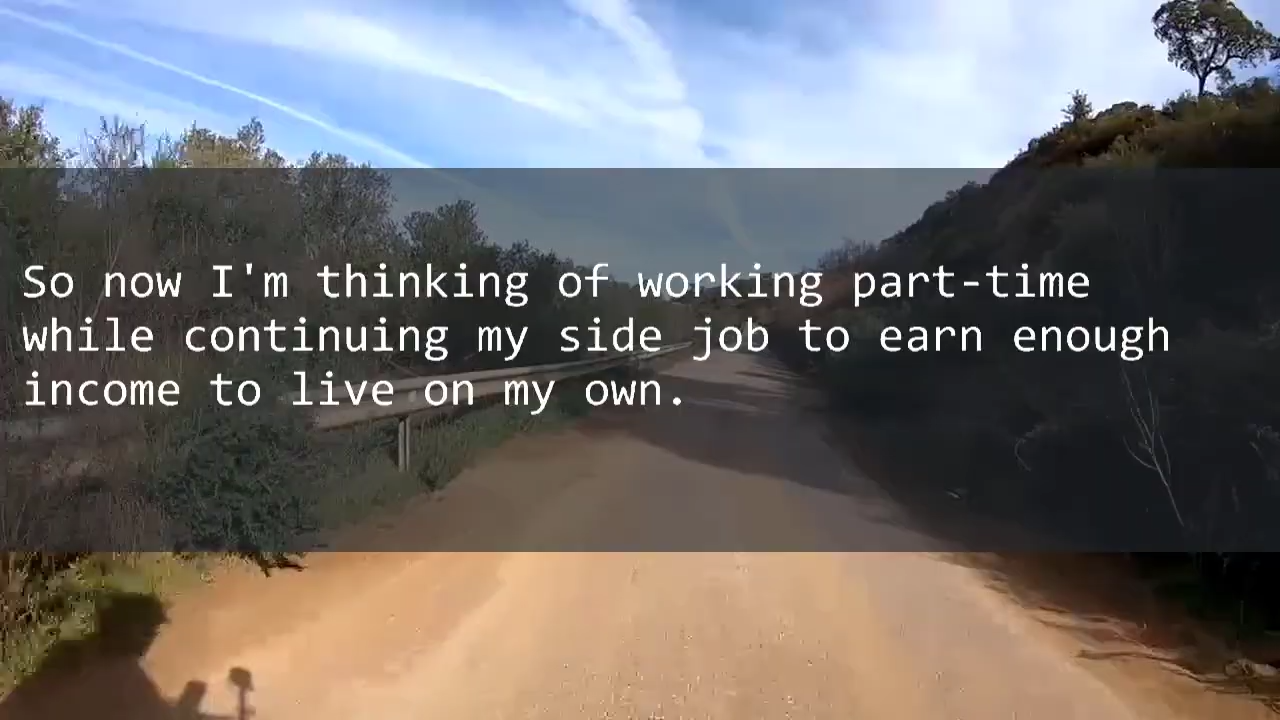 So now I'm thinking of working part-time
while continuing my side job to earn enough
income to live on my own.